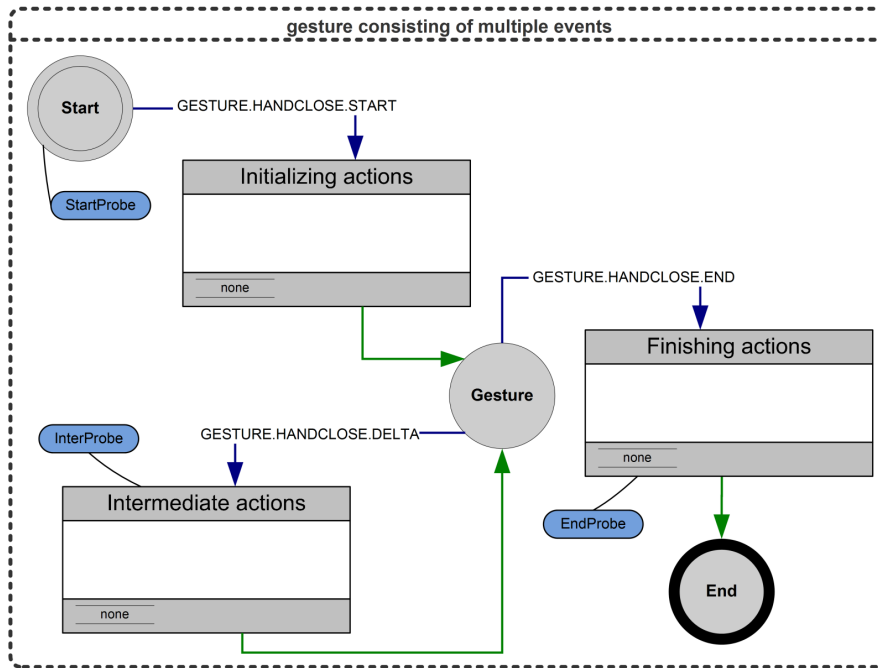 gesture consisting of multiple events
Start
GESTURE.HANDCLOSE.START
Initializing actions
StartProbe
none
GESTURE.HANDCLOSE.END
Finishing actions
Gesture
GESTURE.HANDCLOSE.DELTA
InterProbe
none
Intermediate actions
EndProbe
End
none